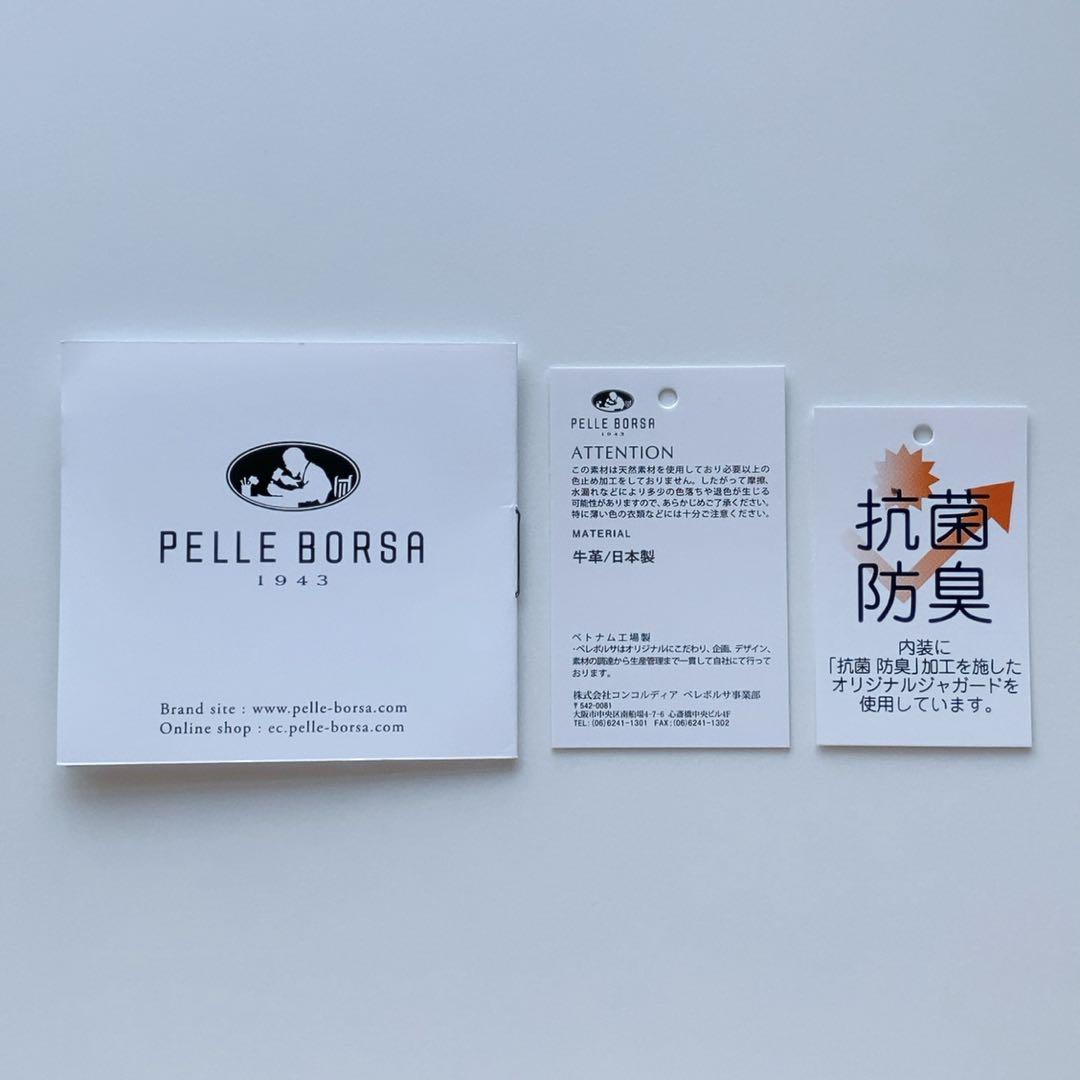 PELLE BORSA
1943
Brand site : www.pelle-borsa.com
Online shop : ec.pelle-borsa.com
PELLE BORSA
1943
ATTENTION
この素材は天然素材を使用しており必要以上の
色止め加工をしておりません。したがって摩擦、
水濡れなどにより多少の色落ちや退色が生じる
可能性がありますので、あらかじめご了承ください。
特に薄い色の衣類などには十分ご注意ください。
MATERIAL
牛革/日本製
ベトナム工場製
・ペレボルサはオリジナルにこだわり、企画、デザイン、
素材の調達から生産管理まで一貫して自社にて行って
おります。
株式会社コンコルディア ペレボルサ事業部
〒542-0081
大阪市中央区南船場4-7-6 心斎橋中央ビル4F
TEL:(06)6241-1301 FAX:(06)6241-1302
抗菌
防臭
内装に
「抗菌 防臭」加工を施した
オリジナルジャガードを
使用しています。